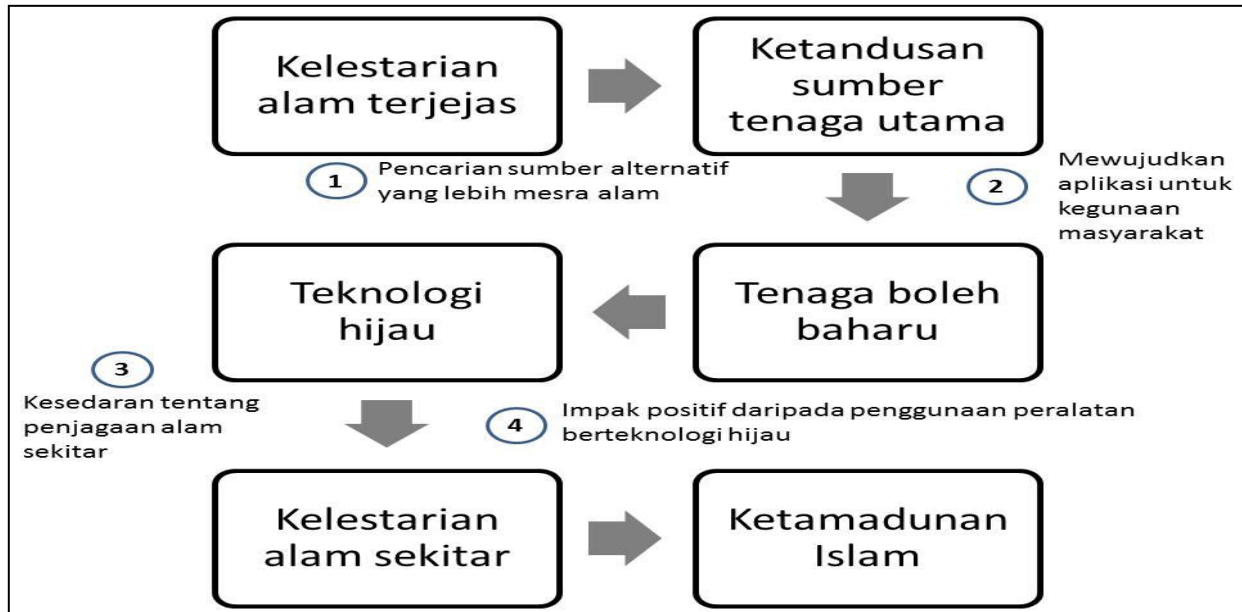 Kelestarian
alam terjejas
Ketandusan
sumber
tenaga utama
1
Pencarian sumber alternatif
yang lebih mesra alam
2
Mewujudkan
aplikasi untuk
kegunaan
masyarakat
Teknologi
hijau
Tenaga boleh
baharu
3
Kesedaran tentang
penjagaan alam
sekitar
4
Impak positif daripada penggunaan peralatan
berteknologi hijau
Kelestarian
alam sekitar
Ketamadunan
Islam